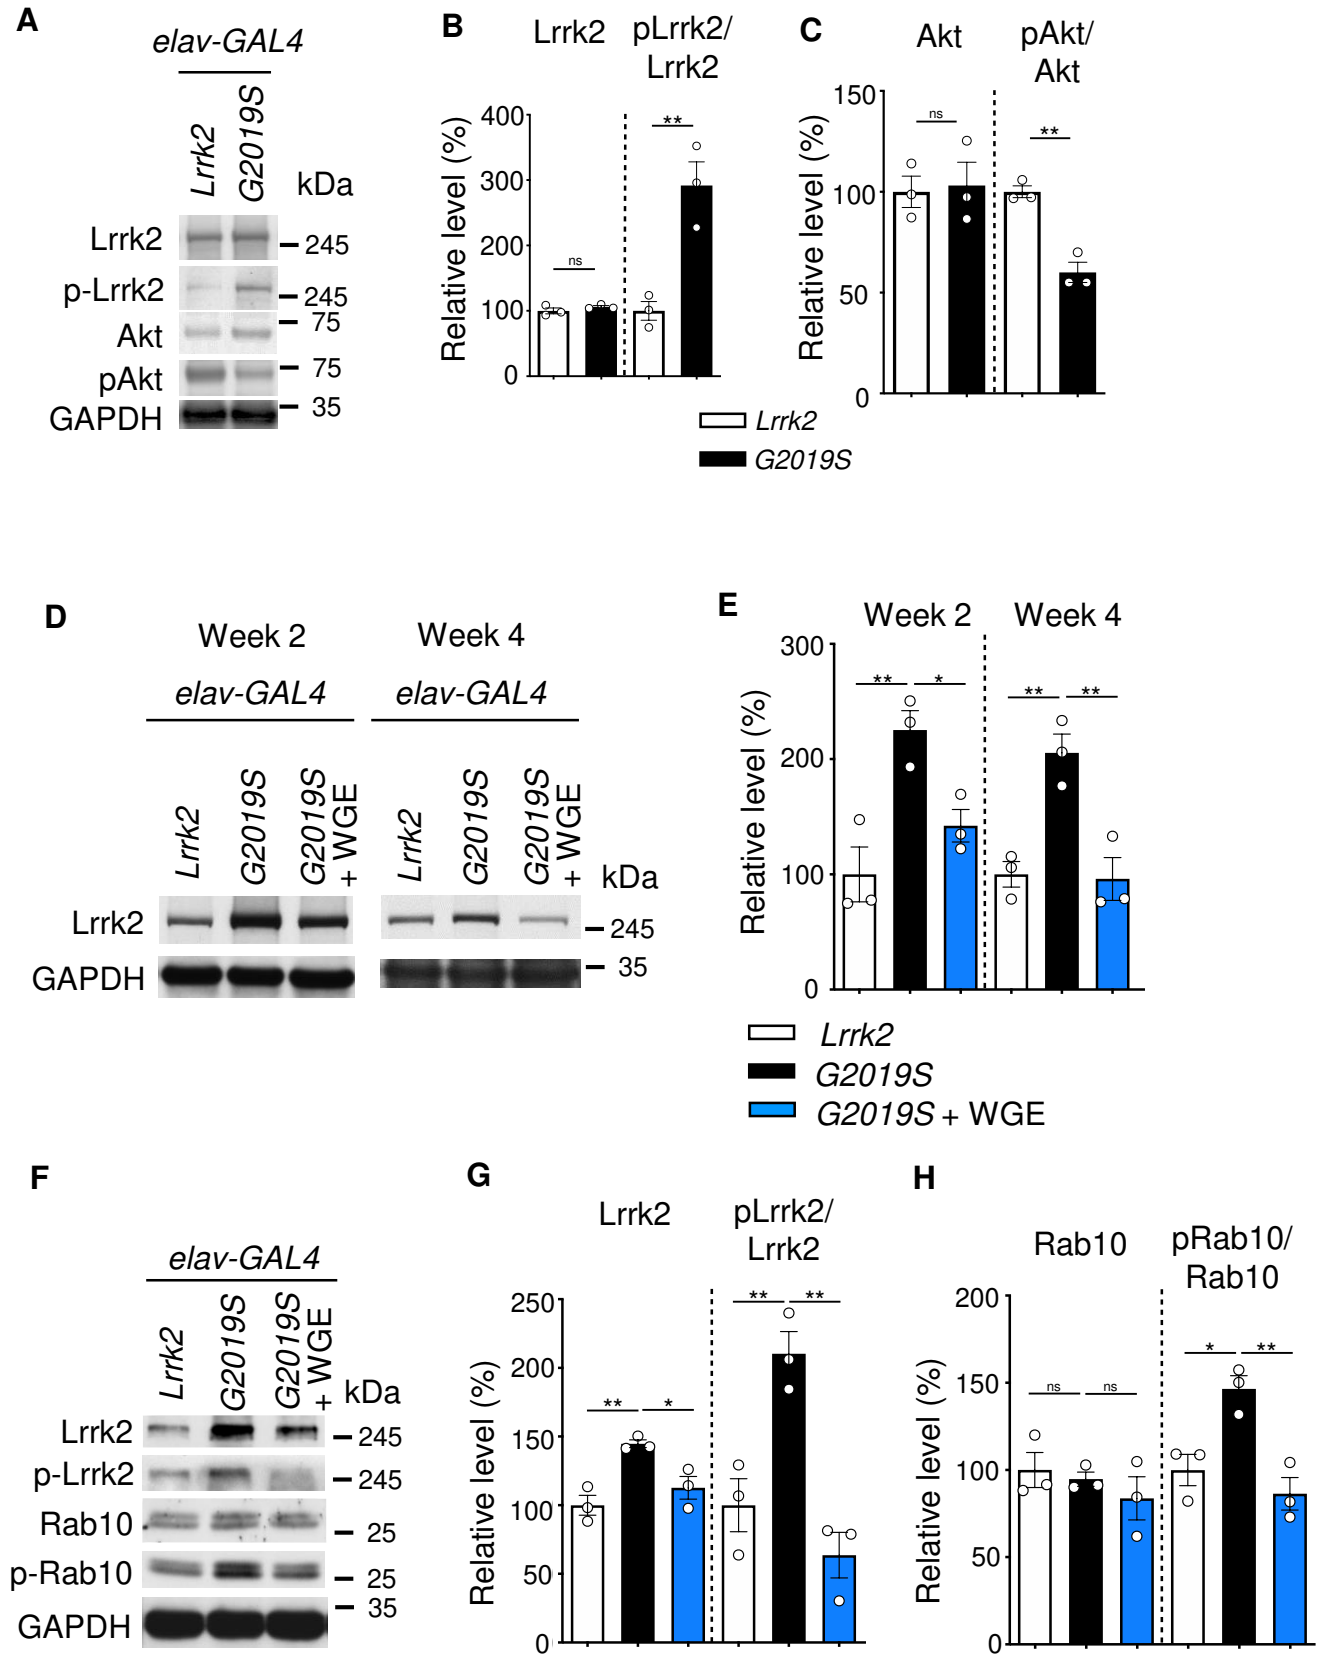 A
elav-GAL4
Lrrk2
G2019S
kDa
Lrrk2
245
p-Lrrk2
245
Akt
75
pAkt
75
GAPDH
35
B
Lrrk2
pLrrk2/
Lrrk2
Relative level (%)
400
300
200
100
0
ns
**
C
Akt
pAkt/
Akt
Relative level (%)
150
100
50
0
ns
**
Lrrk2
G2019S
D
Week 2
Week 4
elav-GAL4
elav-GAL4
Lrrk2
G2019S
G2019S
+ WGE
Lrrk2
G2019S
G2019S
+ WGE
kDa
Lrrk2
245
GAPDH
35
E
Week 2
Week 4
Relative level (%)
300
200
100
0
**
*
**
**
Lrrk2
G2019S
G2019S + WGE
F
elav-GAL4
Lrrk2
G2019S
G2019S
+ WGE
kDa
Lrrk2
245
p-Lrrk2
245
Rab10
25
p-Rab10
25
35
GAPDH
G
Lrrk2
pLrrk2/
Lrrk2
Relative level (%)
250
200
150
100
50
0
**
*
**
**
H
Rab10
pRab10/
Rab10
Relative level (%)
200
150
100
50
0
ns
ns
*
**